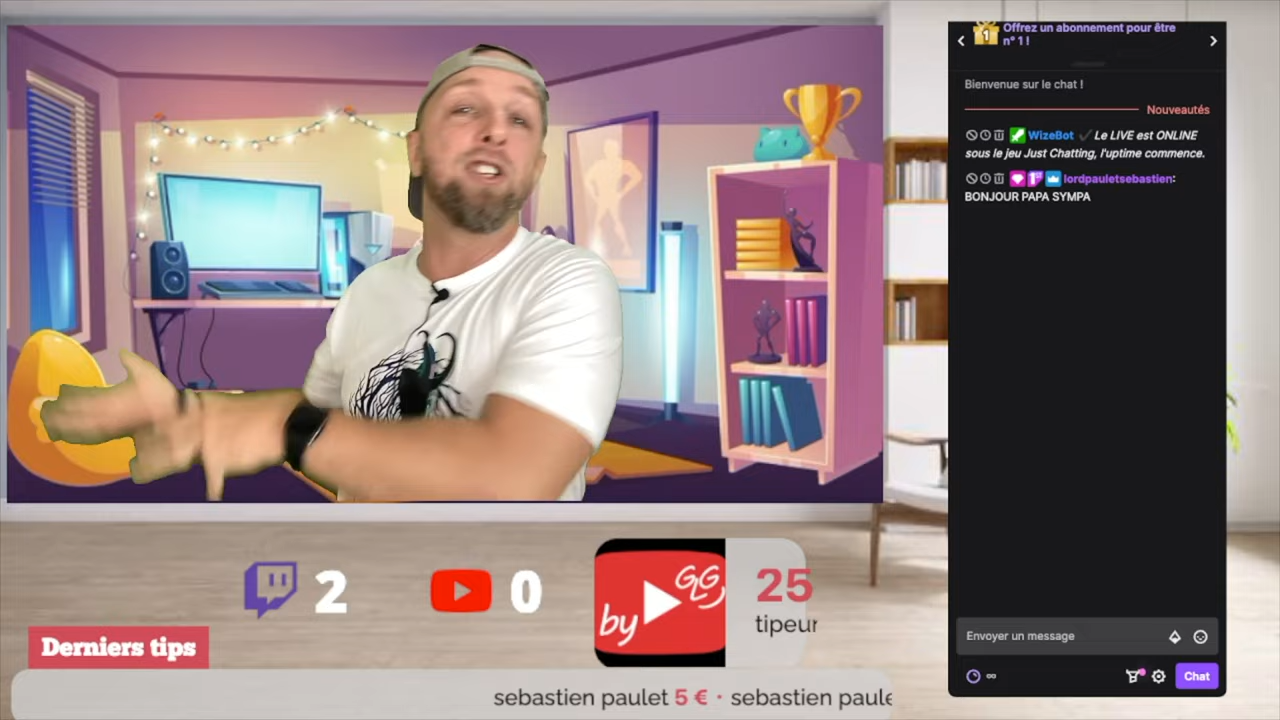 Offrez un abonnement pour être
n° 1 !
1
Bienvenue sur le chat !
Nouveautés
WizeBot ✓ Le LIVE est ONLINE
sous le jeu Just Chatting, l'uptime commence.
lordpauletsebastien:
BONJOUR PAPA SYMPA
2
0
by GLG
25
tipeur
Derniers tips
sebastien paulet 5 € · sebastien paule
Envoyer un message
Chat